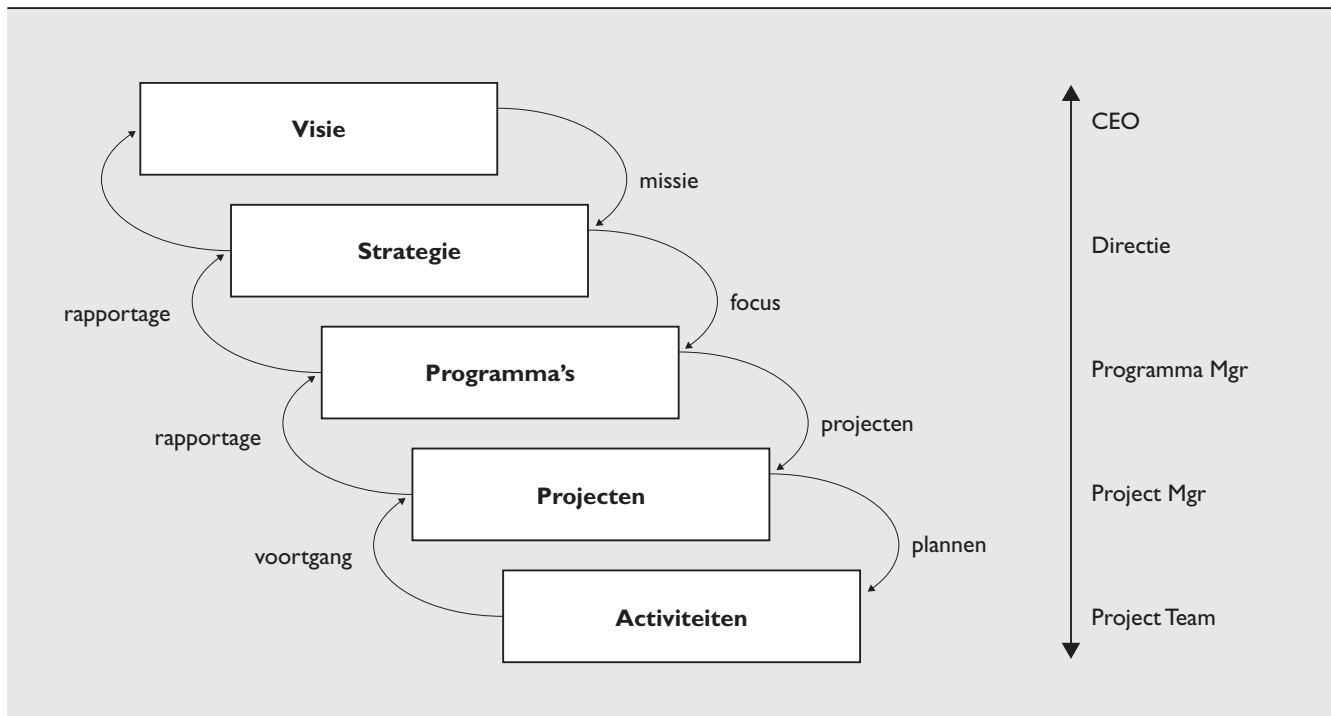 Visie
CEO
missie
Strategie
Directie
rapportage
focus
Programma's
Programma Mgr
rapportage
projecten
Projecten
Project Mgr
voortgang
plannen
Activiteiten
Project Team